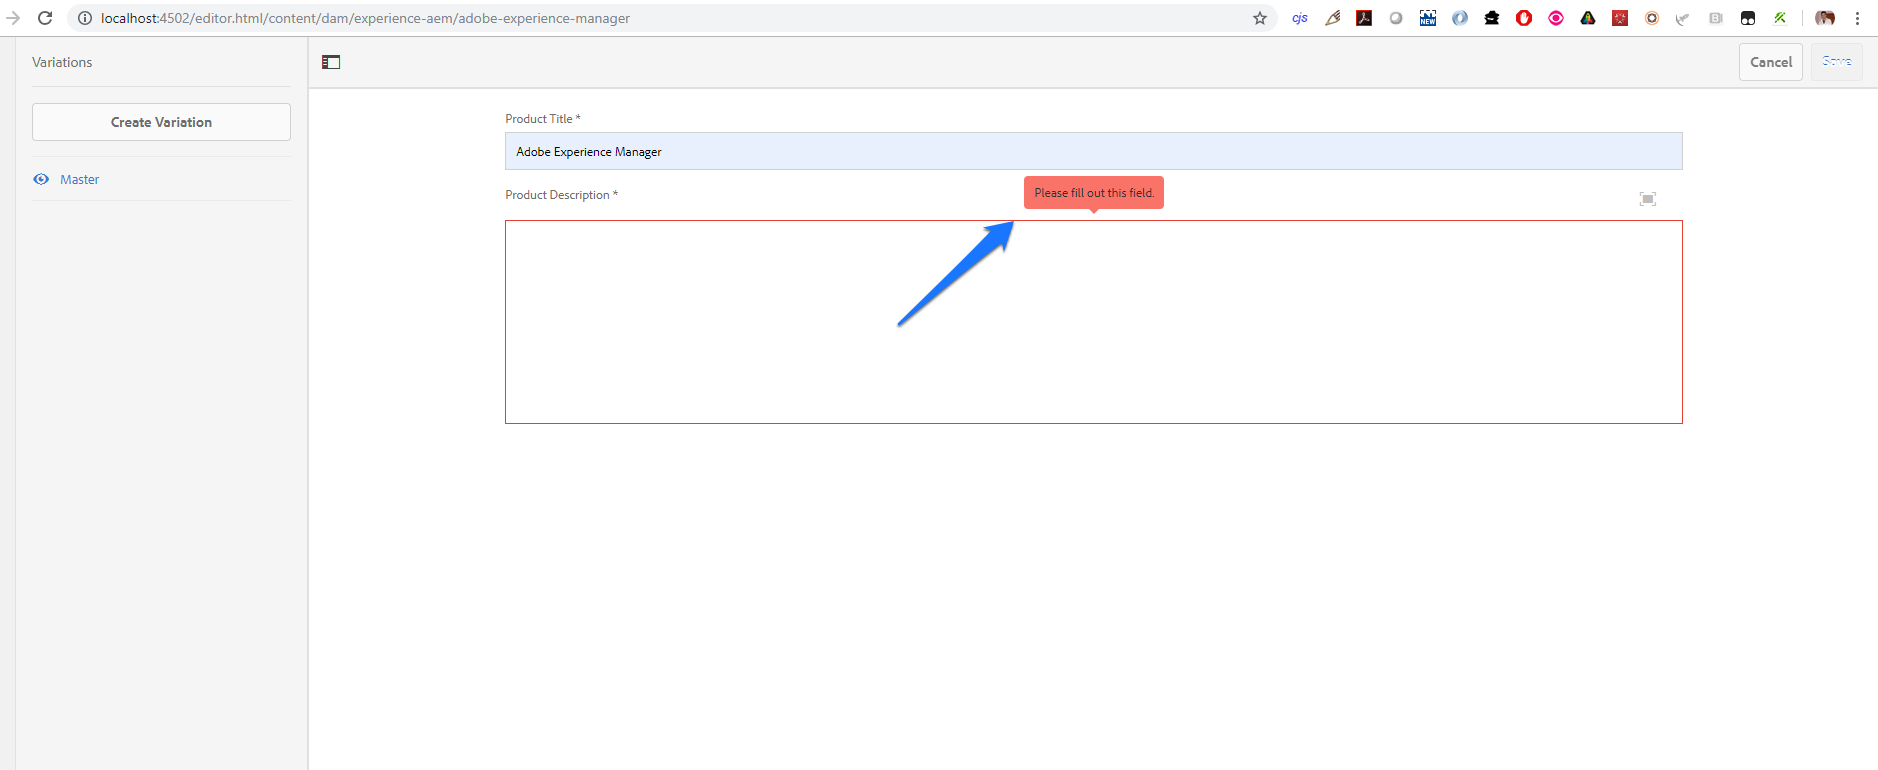 localhost:4502/editor.html/content/dam/experience-aem/adobe-experience-manager
cjs
NEW
Variations
Cancel
Save
Create Variation
Product Title *
Adobe Experience Manager
Master
Product Description *
Please fill out this field.